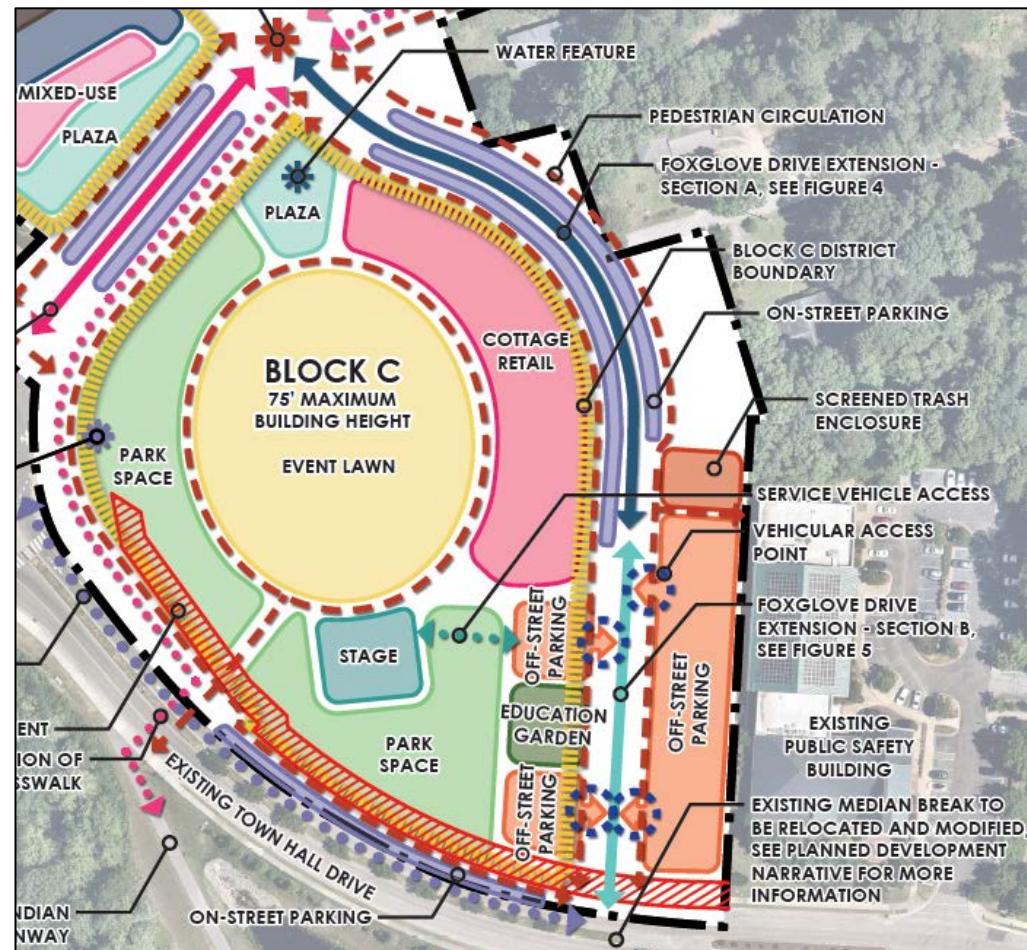 WATER FEATURE
MIXED-USE
PLAZA
PEDESTRIAN CIRCULATION
FOXGLOVE DRIVE EXTENSION -
SECTION A, SEE FIGURE 4
PLAZA
BLOCK C DISTRICT
BOUNDARY
ON-STREET PARKING
COTTAGE
RETAIL
BLOCK C
75' MAXIMUM
BUILDING HEIGHT
EVENT LAWN
SCREENED TRASH
ENCLOSURE
PARK
SPACE
SERVICE VEHICLE ACCESS
VEHICULAR ACCESS
POINT
FOXGLOVE DRIVE
EXTENSION - SECTION B,
SEE FIGURE 5
OFF-STREET
PARKING
STAGE
EDUCATION
GARDEN
OFF-STREET
PARKING
EXISTING
PUBLIC SAFETY
BUILDING
ENT
ION OF
SSWALK
PARK
SPACE
OFF-STREET
PARKING
EXISTING TOWN HALL DRIVE
EXISTING MEDIAN BREAK TO
BE RELOCATED AND MODIFIED,
SEE PLANNED DEVELOPMENT
NARRATIVE FOR MORE
INFORMATION
NDIAN
NWAY
ON-STREET PARKING